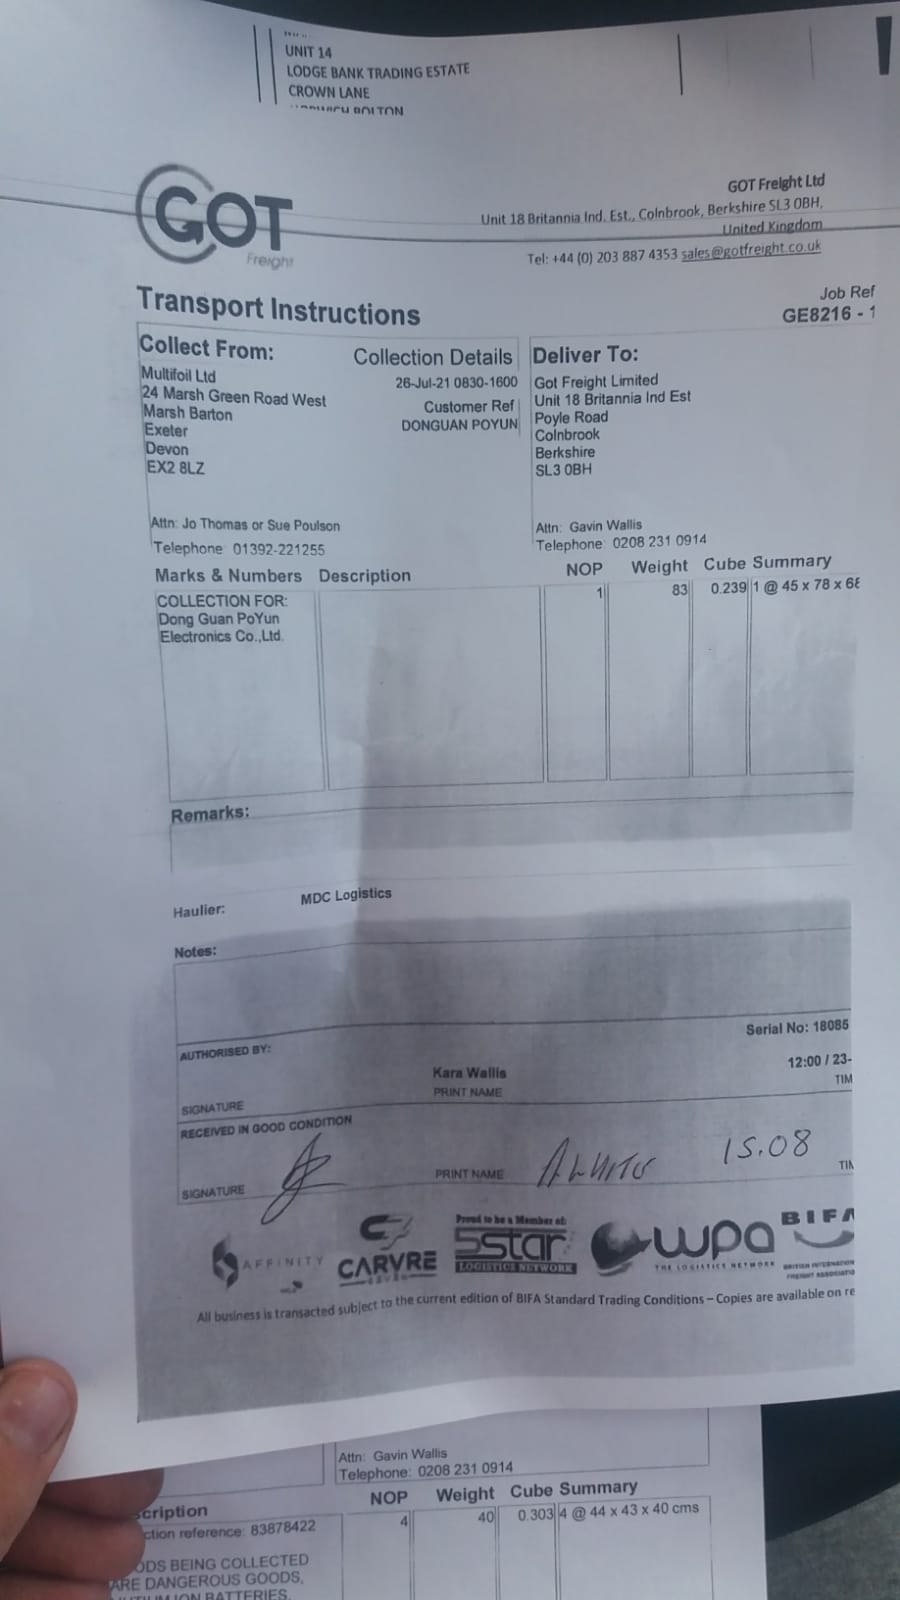 UNIT 14
LODGE BANK TRADING ESTATE
CROWN LANE
BOLTON
GOT
Freight
GOT Freight Ltd
Unit 18 Britannia Ind. Est., Colnbrook, Berkshire SL3 0BH,
United Kingdom
Tel: +44 (0) 203 887 4353 sales@gotfreight.co.uk
Transport Instructions
Job Ref
GE8216 - 1
Collect From:
Multifoil Ltd
24 Marsh Green Road West
Marsh Barton
Exeter
Devon
EX2 8LZ
Attn: Jo Thomas or Sue Poulson
Telephone 01392-221255
Collection Details
26-Jul-21 0830-1600
Customer Ref
DONGUAN POYUN
Deliver To:
Got Freight Limited
Unit 18 Britannia Ind Est
Poyle Road
Colnbrook
Berkshire
SL3 0BH
Attn: Gavin Wallis
Telephone 0208 231 0914
Marks & Numbers Description NOP Weight Cube Summary
COLLECTION FOR: 1 83 0.239 1 @ 45 x 78 x 68
Dong Guan PoYun
Electronics Co.,Ltd.
Remarks:
Haulier: MDC Logistics
Notes:
Serial No: 18085
AUTHORISED BY:
Kara Wallis 12:00 / 23-
SIGNATURE PRINT NAME TIM
RECEIVED IN GOOD CONDITION
15.08
SIGNATURE PRINT NAME TIM
AFFINITY
CARVRE
Proud to be a Member of:
5star
LOGISTICS NETWORK
wpa
THE LOGISTICS NETWORK
BIFA
BRITISH INTERNATION
FREIGHT ASSOCIATIO
All business is transacted subject to the current edition of BIFA Standard Trading Conditions – Copies are available on re
Attn: Gavin Wallis
Telephone: 0208 231 0914
scription NOP Weight Cube Summary
ction reference: 83878422 4 40 0.303 4 @ 44 x 43 x 40 cms
ODS BEING COLLECTED
ARE DANGEROUS GOODS,
ION BATTERIES